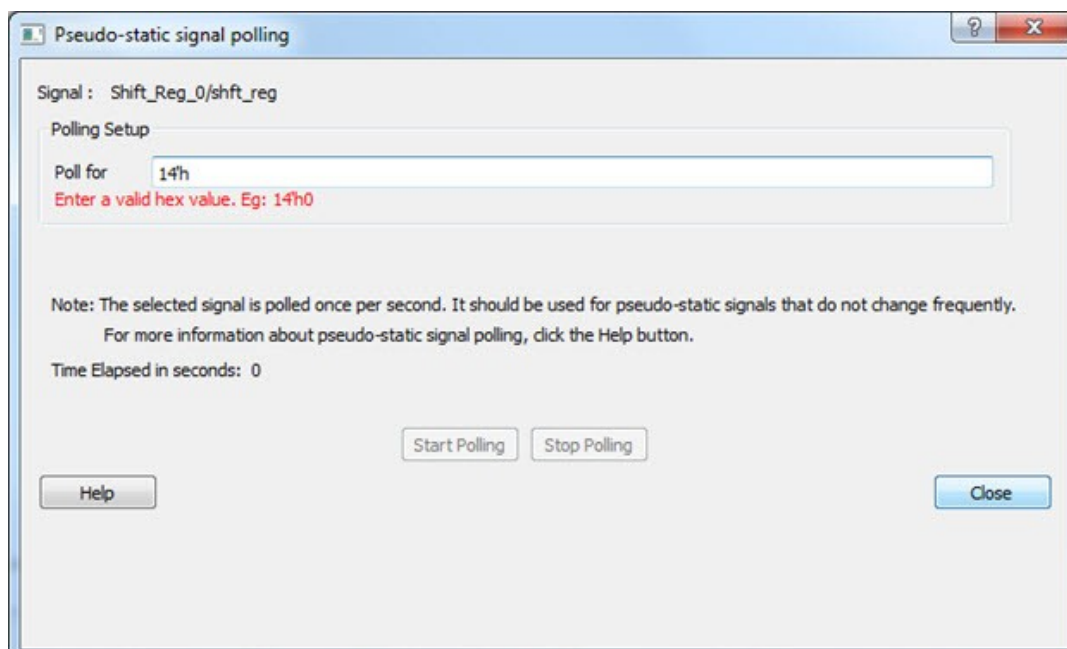 Pseudo-static signal polling
Signal : Shift_Reg_0/shft_reg
Polling Setup
Poll for 14'h
Enter a valid hex value. Eg: 14'h0
Note: The selected signal is polled once per second. It should be used for pseudo-static signals that do not change frequently.
For more information about pseudo-static signal polling, click the Help button.
Time Elapsed in seconds: 0
Start Polling Stop Polling
Help Close